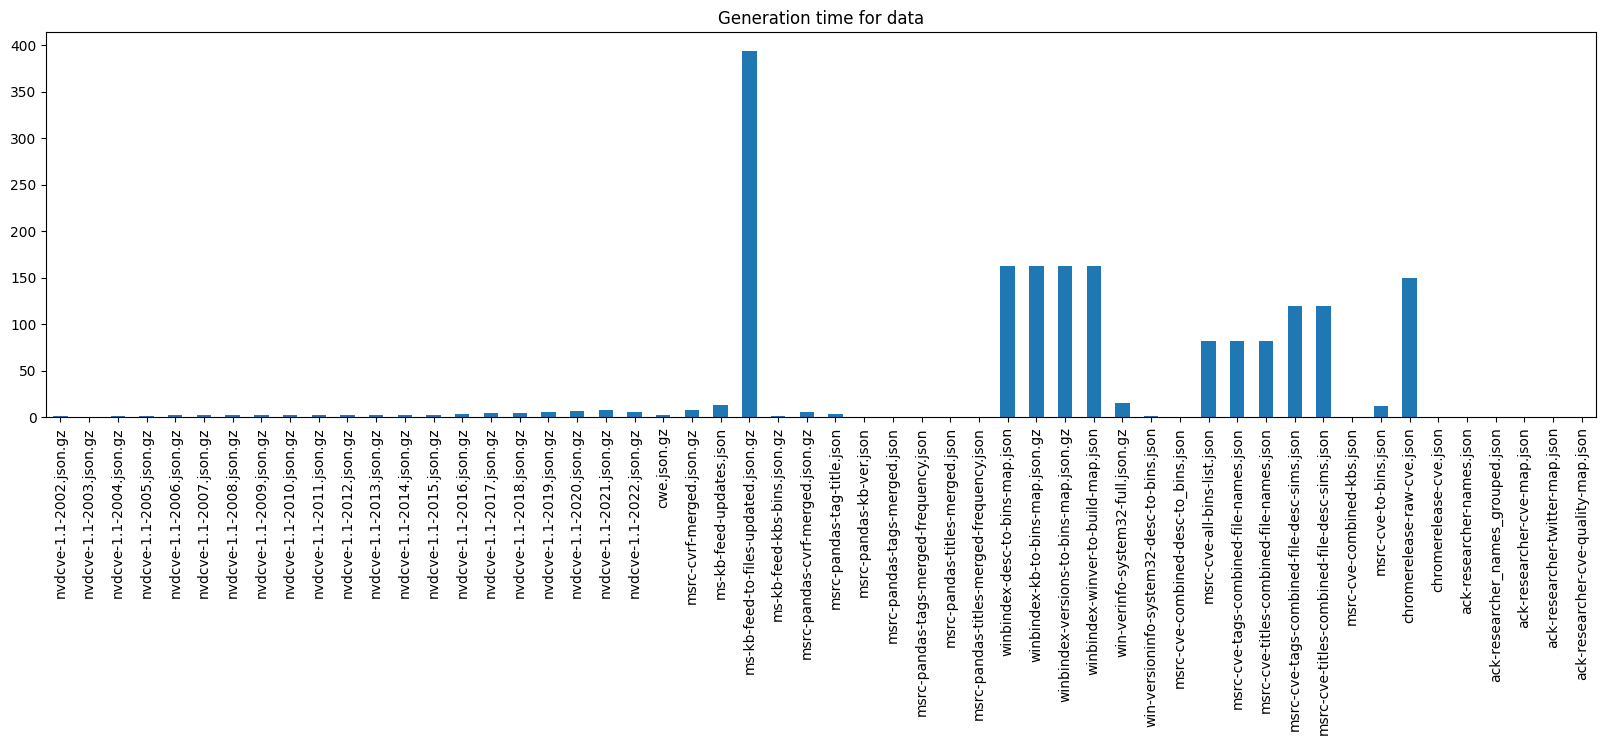 Generation time for data
400
350
300
250
200
150
100
50
0
nvdcve-1.1-2002.json.gz
nvdcve-1.1-2003.json.gz
nvdcve-1.1-2004.json.gz
nvdcve-1.1-2005.json.gz
nvdcve-1.1-2006.json.gz
nvdcve-1.1-2007.json.gz
nvdcve-1.1-2008.json.gz
nvdcve-1.1-2009.json.gz
nvdcve-1.1-2010.json.gz
nvdcve-1.1-2011.json.gz
nvdcve-1.1-2012.json.gz
nvdcve-1.1-2013.json.gz
nvdcve-1.1-2014.json.gz
nvdcve-1.1-2015.json.gz
nvdcve-1.1-2016.json.gz
nvdcve-1.1-2017.json.gz
nvdcve-1.1-2018.json.gz
nvdcve-1.1-2019.json.gz
nvdcve-1.1-2020.json.gz
nvdcve-1.1-2021.json.gz
nvdcve-1.1-2022.json.gz
cwe.json.gz
msrc-cvrf-merged.json.gz
ms-kb-feed-updates.json
ms-kb-feed-to-files-updated.json.gz
ms-kb-feed-kbs-bins.json.gz
msrc-pandas-cvrf-merged.json.gz
msrc-pandas-tag-title.json
msrc-pandas-kb-ver.json
msrc-pandas-tags-merged.json
msrc-pandas-tags-merged-frequency.json
msrc-pandas-titles-merged.json
msrc-pandas-titles-merged-frequency.json
winbindex-desc-to-bins-map.json
winbindex-kb-to-bins-map.json.gz
winbindex-versions-to-bins-map.json.gz
winbindex-winver-to-build-map.json
win-verinfo-system32-full.json.gz
win-versioninfo-system32-desc-to-bins.json
msrc-cve-combined-desc-to_bins.json
msrc-cve-all-bins-list.json
msrc-cve-tags-combined-file-names.json
msrc-cve-titles-combined-file-names.json
msrc-cve-tags-combined-file-desc-sims.json
msrc-cve-titles-combined-file-desc-sims.json
msrc-cve-combined-kbs.json
msrc-cve-to-bins.json
chromerelease-raw-cve.json
chromerelease-cve.json
ack-researcher-names.json
ack-researcher_names_grouped.json
ack-researcher-cve-map.json
ack-researcher-twitter-map.json
ack-researcher-cve-quality-map.json